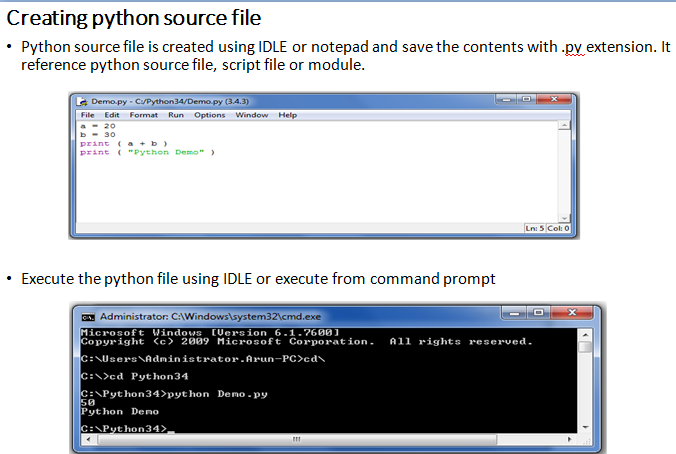 Creating python source file
• Python source file is created using IDLE or notepad and save the contents with .py extension. It
reference python source file, script file or module.
Demo.py - C:/Python34/Demo.py (3.4.3)
File Edit Format Run Options Window Help
a = 20
b = 30
print ( a + b )
print ( "Python Demo" )
Ln: 5 Col: 0
• Execute the python file using IDLE or execute from command prompt
Administrator: C:\Windows\system32\cmd.exe
Microsoft Windows [Version 6.1.7600]
Copyright (c) 2009 Microsoft Corporation. All rights reserved.
C:\Users\Administrator.Arun-PC>cd\
C:\>cd Python34
C:\Python34>python Demo.py
50
Python Demo
C:\Python34>_